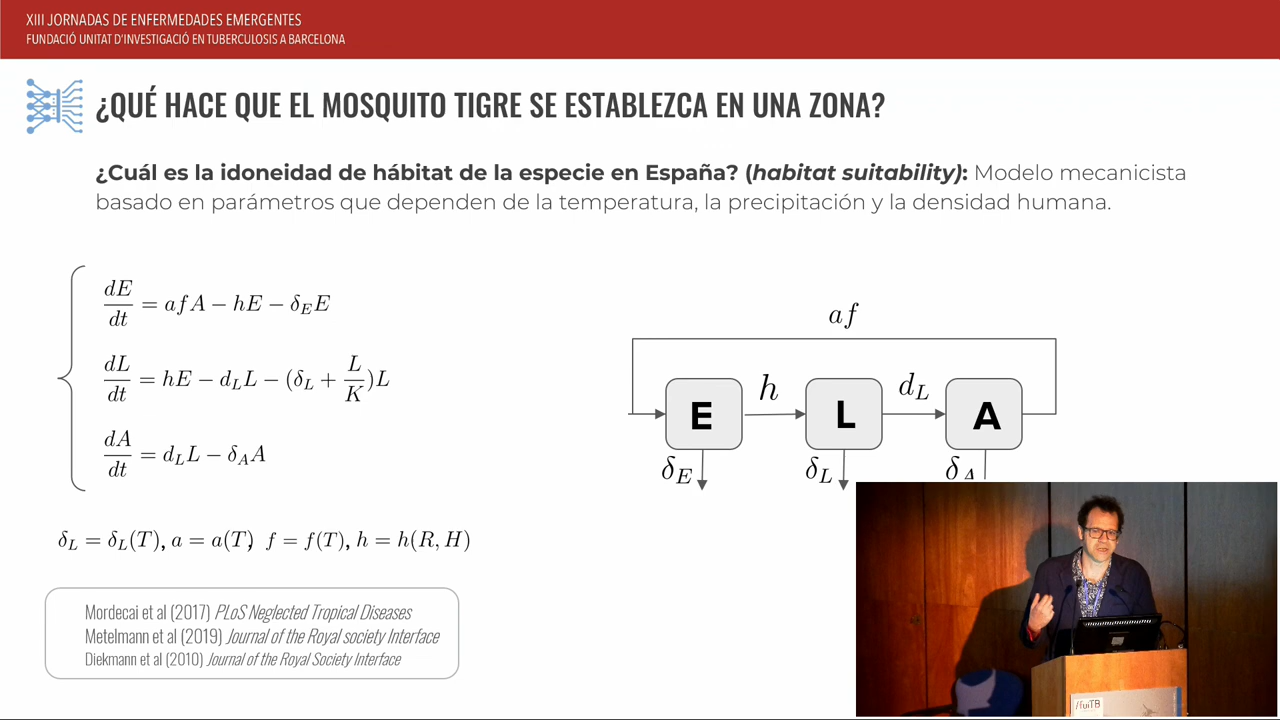 XIII JORNADAS DE ENFERMEDADES EMERGENTES
FUNDACIÓ UNITAT D'INVESTIGACIÓ EN TUBERCULOSIS A BARCELONA
¿QUÉ HACE QUE EL MOSQUITO TIGRE SE ESTABLEZCA EN UNA ZONA?
¿Cuál es la idoneidad de hábitat de la especie en España? (habitat suitability): Modelo mecanicista
basado en parámetros que dependen de la temperatura, la precipitación y la densidad humana.
dE/dt = afA − hE − δ_E E
dL/dt = hE − d_L L − (δ_L + L/K)L
dA/dt = d_L L − δ_A A
af
E h L d_L A
δ_E δ_L δ_A
δ_L = δ_L(T), a = a(T) f = f(T), h = h(R, H)
Mordecai et al (2017) PLoS Neglected Tropical Diseases
Metelmann et al (2019) Journal of the Royal society Interface
Diekmann et al (2010) Journal of the Royal Society Interface
/fuiTB